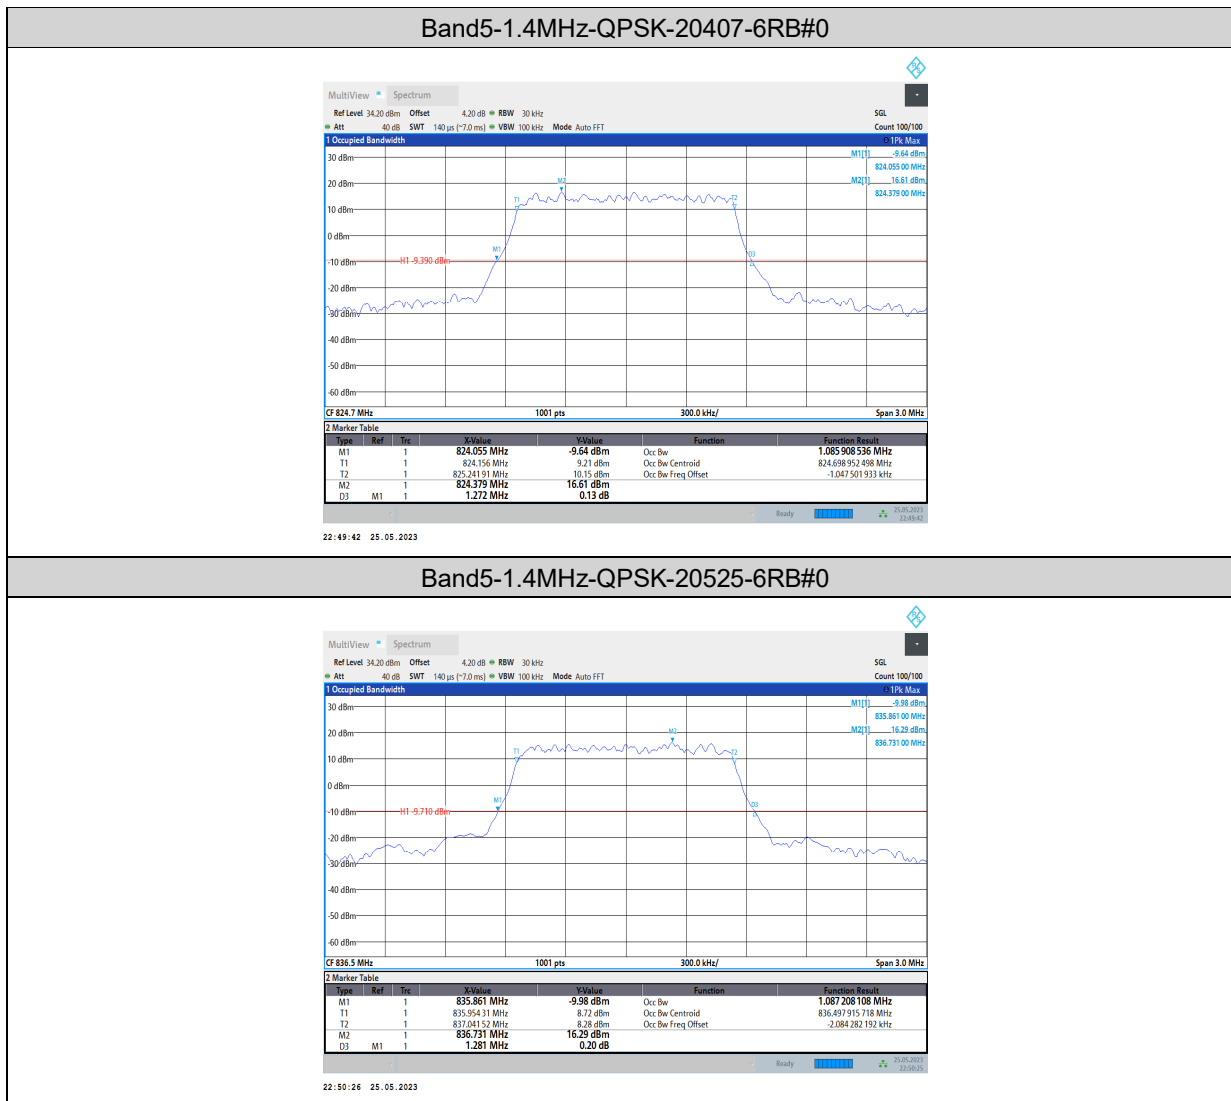 Band5-1.4MHz-QPSK-20407-6RB#0
R S
MultiView Spectrum
Ref Level 34.20 dBm Offset 4.20 dB RBW 30 kHz SGL
Att 40 dB SWT 140 µs (~7.0 ms) VBW 100 kHz Mode Auto FFT Count 100/100
1 Occupied Bandwidth 1Pk Max
M1[1] -9.64 dBm
30 dBm
824.055 00 MHz
M2[1] 16.61 dBm
20 dBm
824.379 00 MHz
M2
T1 T2
10 dBm
0 dBm
M1 D3
-10 dBm H1 -9.390 dBm
-20 dBm
-30 dBm
-40 dBm
-50 dBm
-60 dBm
CF 824.7 MHz 1001 pts 300.0 kHz/ Span 3.0 MHz
2 Marker Table
Type Ref Trc X-Value Y-Value Function Function Result
M1 1 824.055 MHz -9.64 dBm Occ Bw 1.085 908 536 MHz
T1 1 824.156 MHz 9.21 dBm Occ Bw Centroid 824.698 952 498 MHz
T2 1 825.241 91 MHz 10.15 dBm Occ Bw Freq Offset -1.047 501 933 kHz
M2 1 824.379 MHz 16.61 dBm
D3 M1 1 1.272 MHz 0.13 dB
Ready 25.05.2023
22:49:42
22:49:42 25.05.2023
Band5-1.4MHz-QPSK-20525-6RB#0
R S
MultiView Spectrum
Ref Level 34.20 dBm Offset 4.20 dB RBW 30 kHz SGL
Att 40 dB SWT 140 µs (~7.0 ms) VBW 100 kHz Mode Auto FFT Count 100/100
1 Occupied Bandwidth 1Pk Max
M1[1] -9.98 dBm
30 dBm
835.861 00 MHz
M2[1] 16.29 dBm
20 dBm
836.731 00 MHz
M2
T1 T2
10 dBm
0 dBm
M1 D3
-10 dBm H1 -9.710 dBm
-20 dBm
-30 dBm
-40 dBm
-50 dBm
-60 dBm
CF 836.5 MHz 1001 pts 300.0 kHz/ Span 3.0 MHz
2 Marker Table
Type Ref Trc X-Value Y-Value Function Function Result
M1 1 835.861 MHz -9.98 dBm Occ Bw 1.087 208 108 MHz
T1 1 835.954 31 MHz 8.72 dBm Occ Bw Centroid 836.497 915 718 MHz
T2 1 837.041 52 MHz 8.28 dBm Occ Bw Freq Offset -2.084 282 192 kHz
M2 1 836.731 MHz 16.29 dBm
D3 M1 1 1.281 MHz 0.20 dB
Ready 25.05.2023
22:50:25
22:50:26 25.05.2023